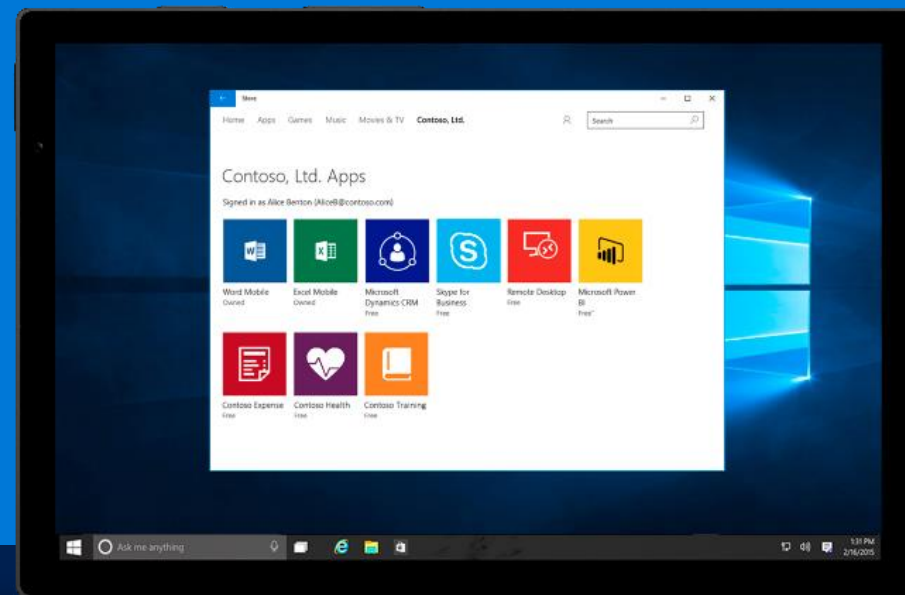 Store
Home Apps Games Music Movies & TV Contoso, Ltd. Search
Contoso, Ltd. Apps
Signed in as Alice Benton (AliceB@contoso.com)
Word Mobile
Owned
Excel Mobile
Owned
Microsoft
Dynamics CRM
Free
Skype for
Business
Free
Remote Desktop
Free
Microsoft Power
BI
Free*
Contoso Expense
Free
Contoso Health
Free
Contoso Training
Free
Ask me anything
1:31 PM
2/16/2015